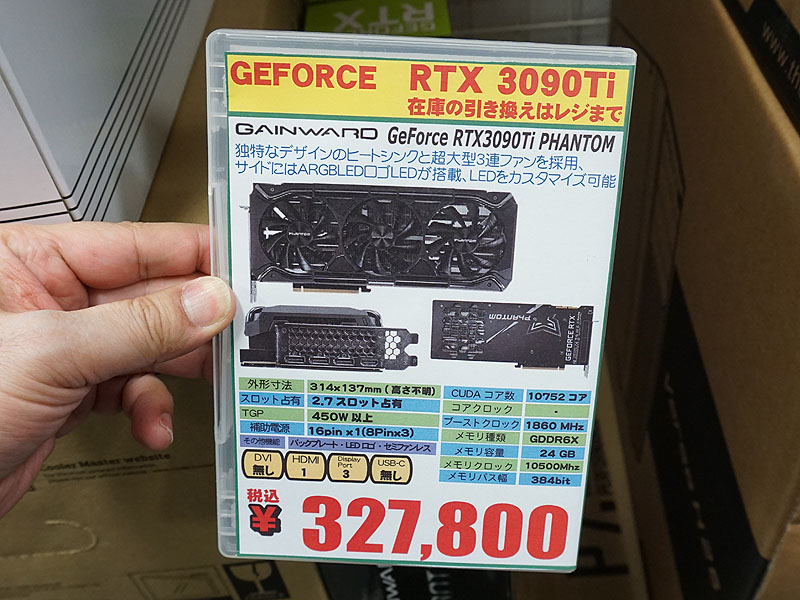 GEFORCE RTX 3090Ti
在庫の引き換えはレジまで
GAINWARD GeForce RTX3090Ti PHANTOM
独特なデザインのヒートシンクと超大型3連ファンを採用、
サイドにはARGBLEDロゴLEDが搭載、LEDをカスタマイズ可能
PHANTOM
GEFORCE RTX
外形寸法 314x137mm (高さ不明)
スロット占有 2.7 スロット占有
TGP 450W 以上
補助電源 16pin x1(8Pinx3)
その他機能 バックプレート・LED ロゴ・セミファンレス
CUDA コア数 10752 コア
コアクロック -
ブーストクロック 1860 MHz
メモリ種類 GDDR6X
メモリ容量 24 GB
メモリクロック 10500Mhz
メモリバス幅 384bit
DVI 無し
HDMI 1
Display Port 3
USB-C 無し
税込
¥ 327,800
RTX
Cooler Master website